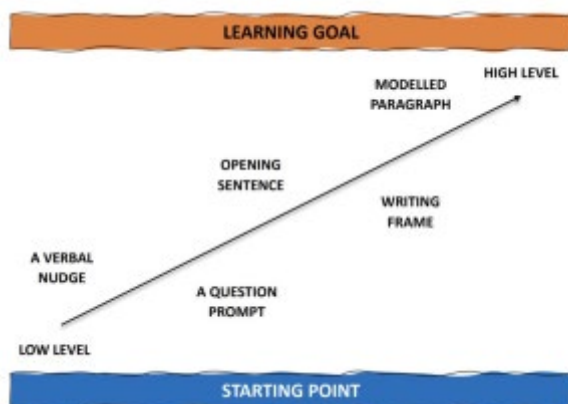 LEARNING GOAL
HIGH LEVEL
MODELLED
PARAGRAPH
OPENING
SENTENCE
WRITING
FRAME
A VERBAL
NUDGE
A QUESTION
PROMPT
LOW LEVEL
STARTING POINT